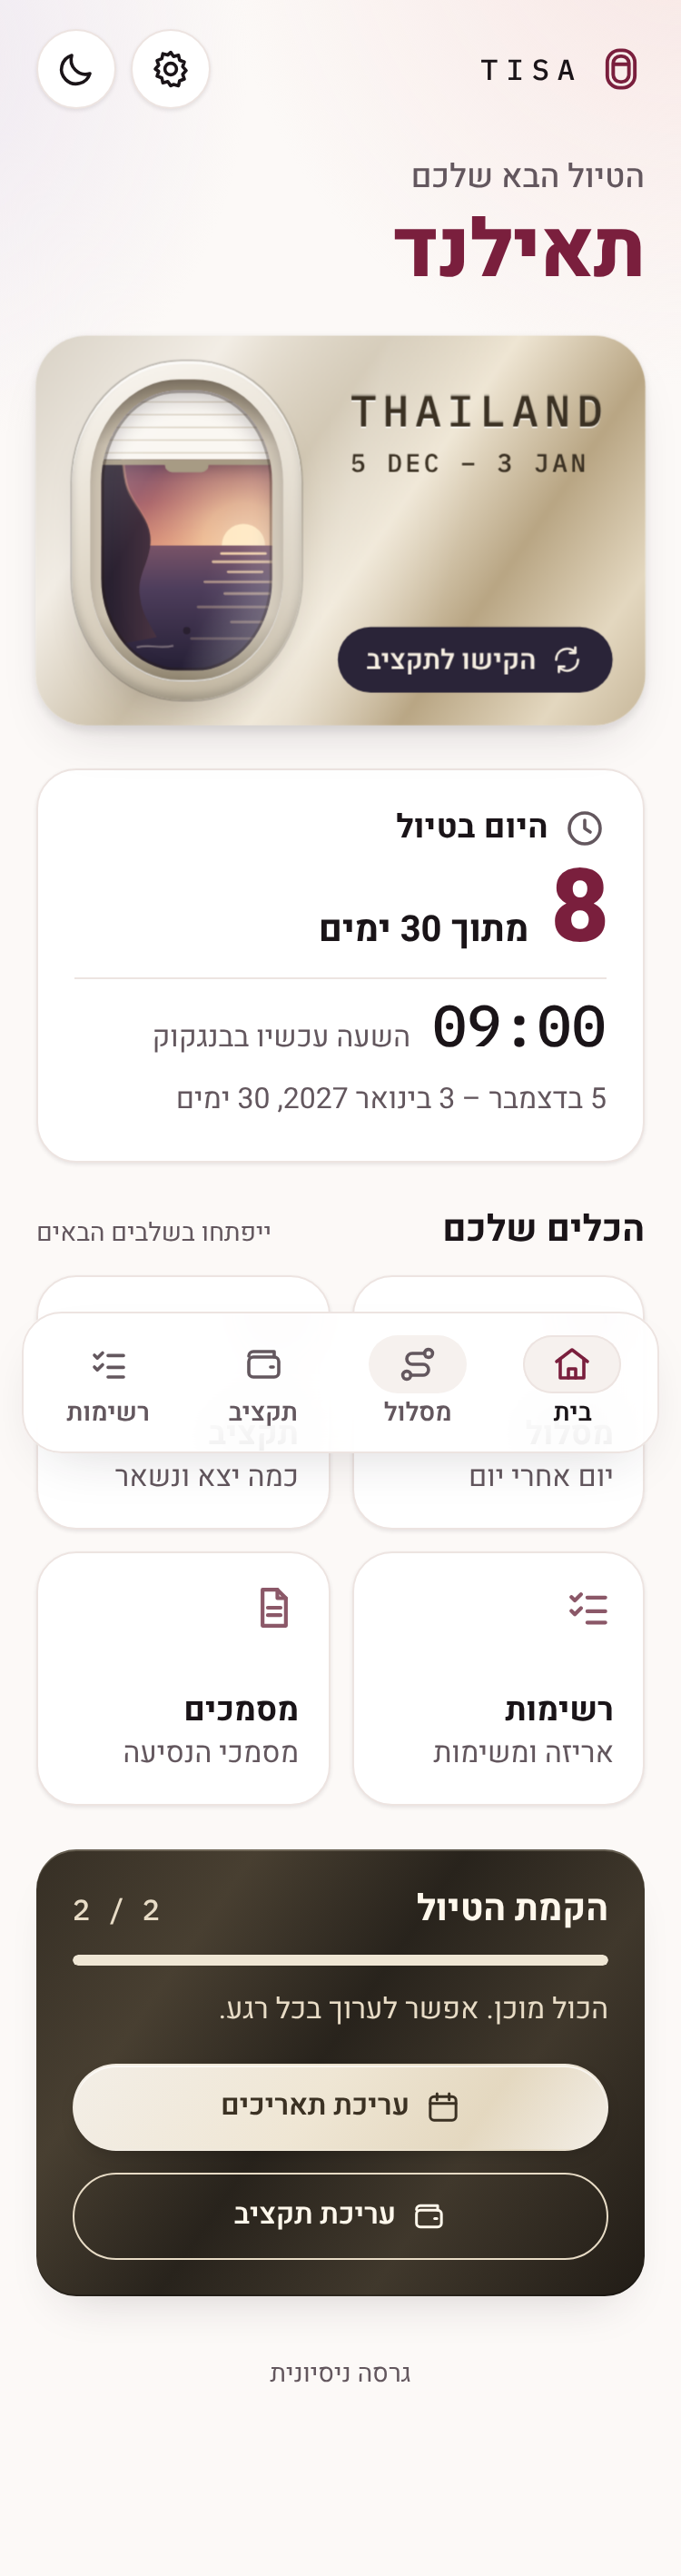 TISA
הטיול הבא שלכם
תאילנד
THAILAND
5 DEC – 3 JAN
הקישו לתקציב
היום בטיול
8 מתוך 30 ימים
09:00 השעה עכשיו בבנגקוק
5 בדצמבר – 3 בינואר 2027, 30 ימים
הכלים שלכם
ייפתחו בשלבים הבאים
בית
מסלול
תקציב
רשימות
מסלול
יום אחרי יום
תקציב
כמה יצא ונשאר
רשימות
אריזה ומשימות
מסמכים
מסמכי הנסיעה
הקמת הטיול
2 / 2
הכול מוכן. אפשר לערוך בכל רגע.
עריכת תאריכים
עריכת תקציב
גרסה ניסיונית